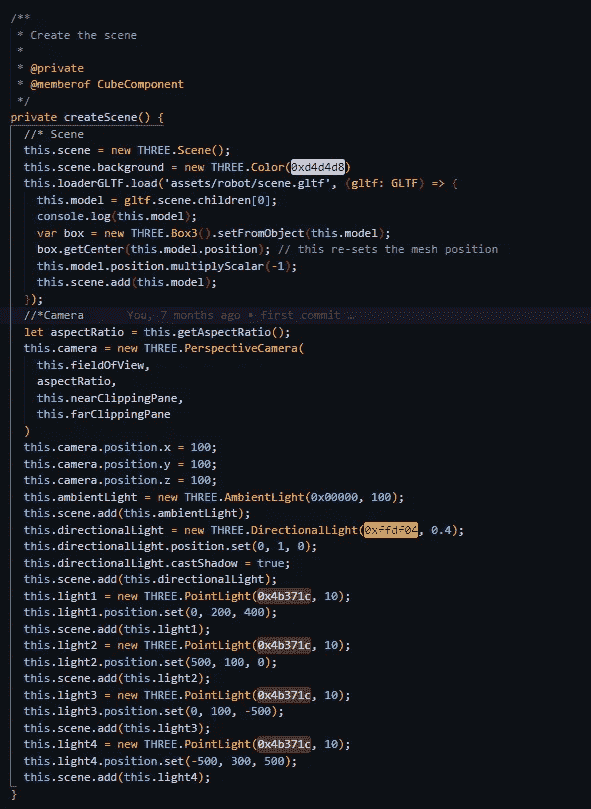 /**
 * Create the scene
 *
 * @private
 * @memberof CubeComponent
 */
private createScene() {
  //* Scene
  this.scene = new THREE.Scene();
  this.scene.background = new THREE.Color(0xd4d4d8)
  this.loaderGLTF.load('assets/robot/scene.gltf', (gltf: GLTF) => {
    this.model = gltf.scene.children[0];
    console.log(this.model);
    var box = new THREE.Box3().setFromObject(this.model);
    box.getCenter(this.model.position); // this re-sets the mesh position
    this.model.position.multiplyScalar(-1);
    this.scene.add(this.model);
  });
  //*Camera You, 7 months ago • first commit …
  let aspectRatio = this.getAspectRatio();
  this.camera = new THREE.PerspectiveCamera(
    this.fieldOfView,
    aspectRatio,
    this.nearClippingPane,
    this.farClippingPane
  )
  this.camera.position.x = 100;
  this.camera.position.y = 100;
  this.camera.position.z = 100;
  this.ambientLight = new THREE.AmbientLight(0x00000, 100);
  this.scene.add(this.ambientLight);
  this.directionalLight = new THREE.DirectionalLight(0xffdf04, 0.4);
  this.directionalLight.position.set(0, 1, 0);
  this.directionalLight.castShadow = true;
  this.scene.add(this.directionalLight);
  this.light1 = new THREE.PointLight(0x4b371c, 10);
  this.light1.position.set(0, 200, 400);
  this.scene.add(this.light1);
  this.light2 = new THREE.PointLight(0x4b371c, 10);
  this.light2.position.set(500, 100, 0);
  this.scene.add(this.light2);
  this.light3 = new THREE.PointLight(0x4b371c, 10);
  this.light3.position.set(0, 100, -500);
  this.scene.add(this.light3);
  this.light4 = new THREE.PointLight(0x4b371c, 10);
  this.light4.position.set(-500, 300, 500);
  this.scene.add(this.light4);
}